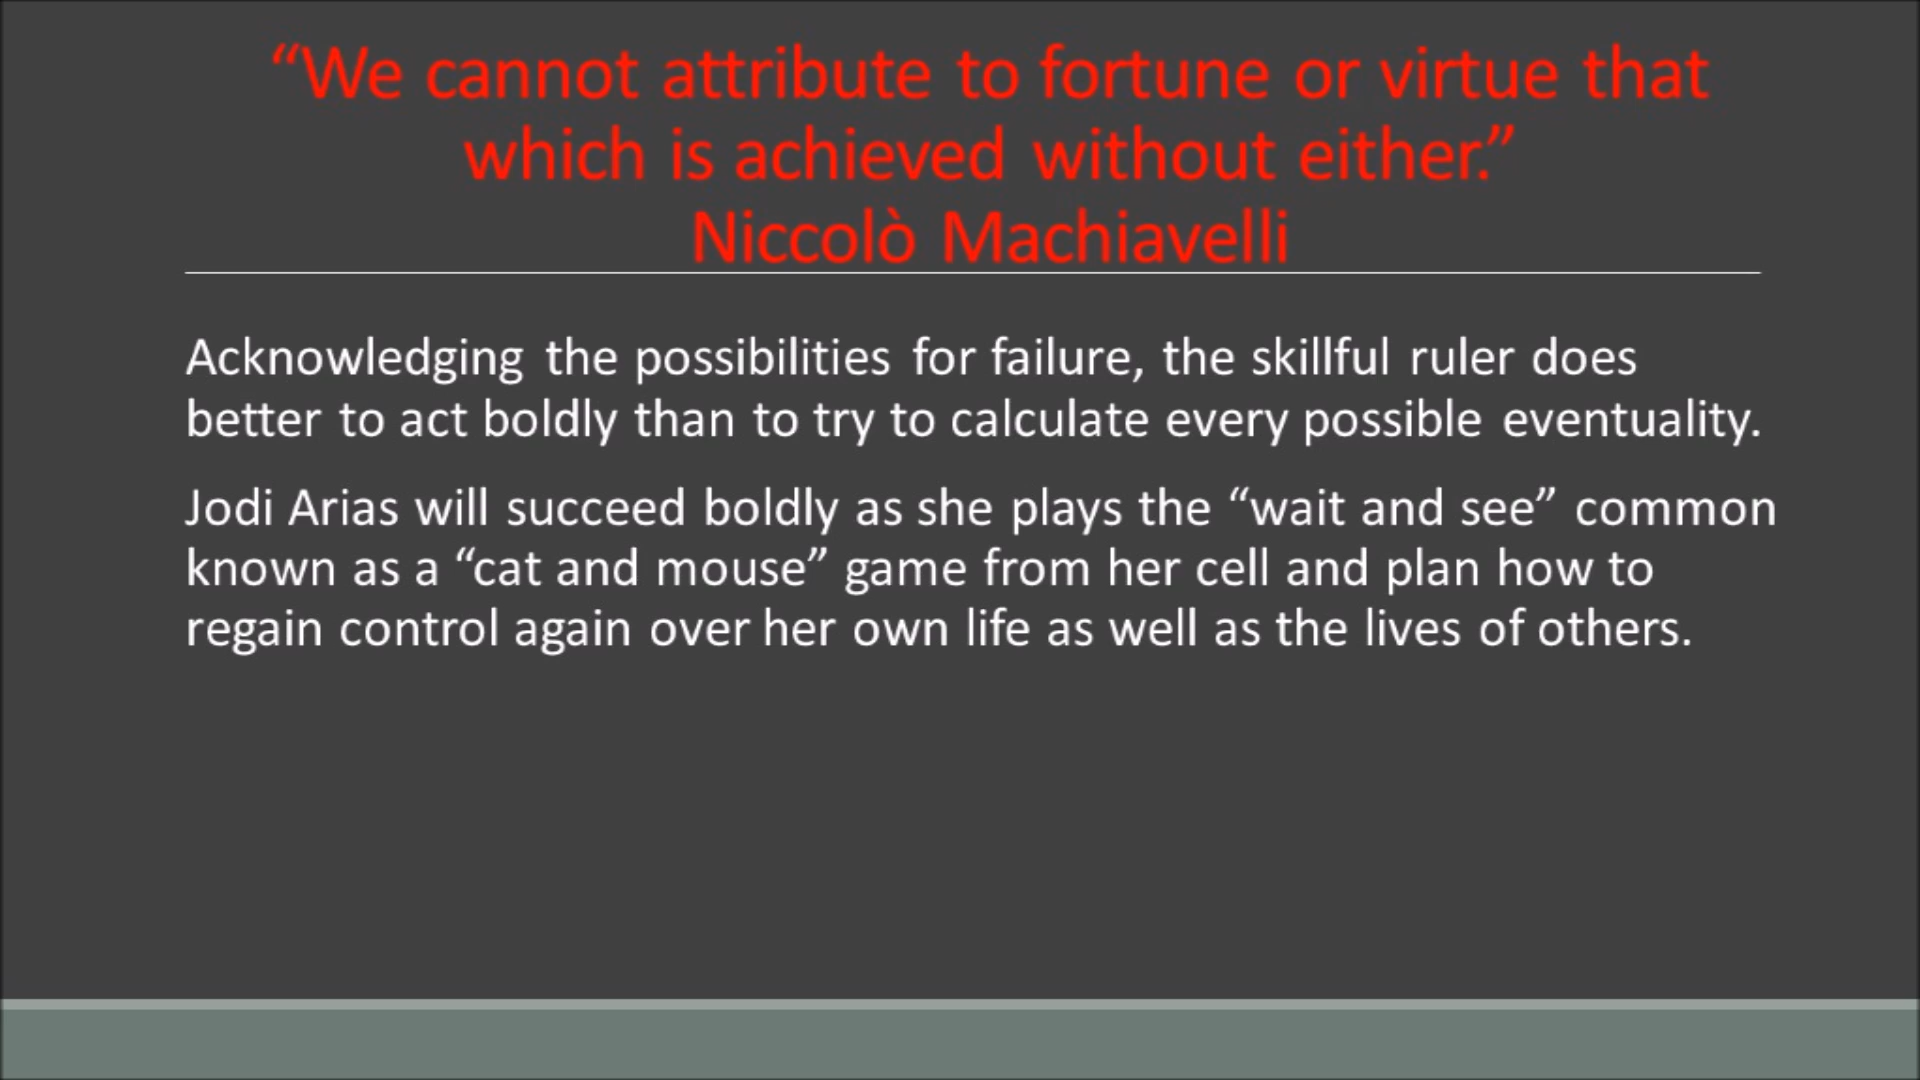 “We cannot attribute to fortune or virtue that
which is achieved without either.”
Niccolò Machiavelli
Acknowledging the possibilities for failure, the skillful ruler does
better to act boldly than to try to calculate every possible eventuality.
Jodi Arias will succeed boldly as she plays the “wait and see” common
known as a “cat and mouse” game from her cell and plan how to
regain control again over her own life as well as the lives of others.